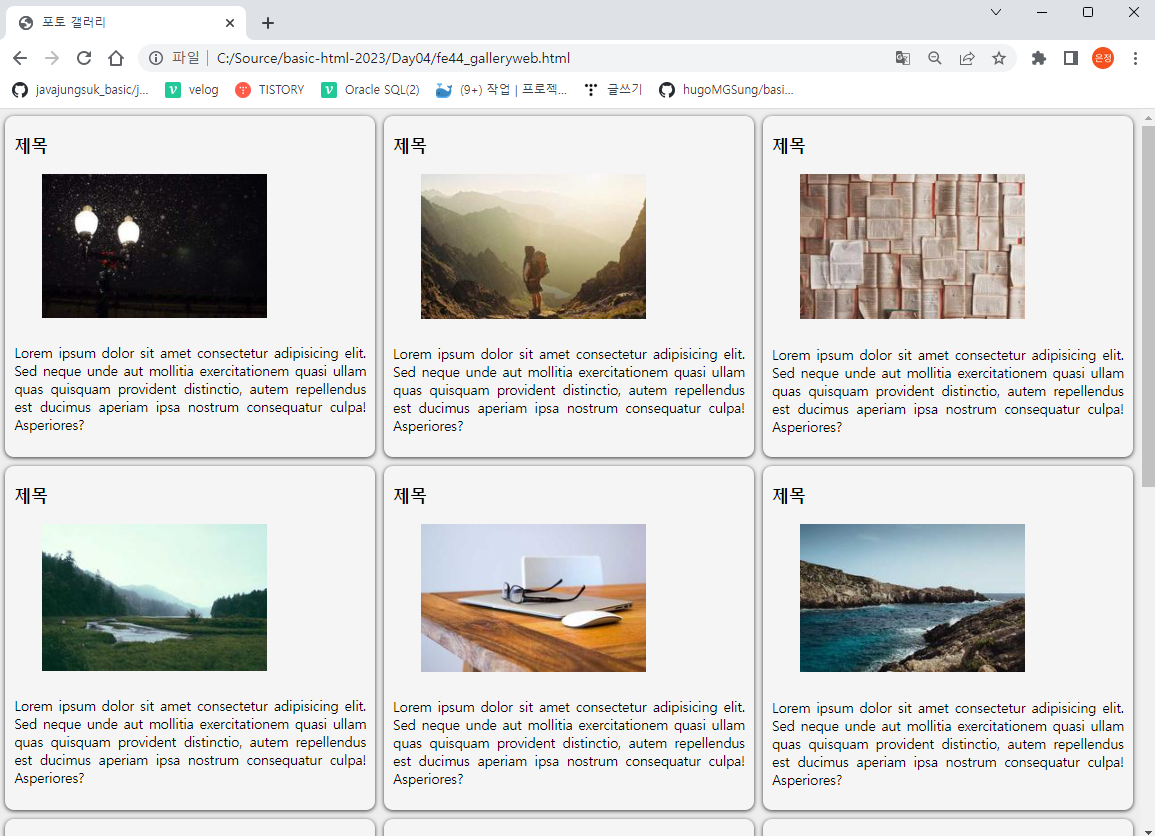 포토 갤러리
파일 | C:/Source/basic-html-2023/Day04/fe44_galleryweb.html
은정
javajungsuk_basic/j... velog TISTORY Oracle SQL(2) (9+) 작업 | 프로젝... 글쓰기 hugoMGSung/basi...
제목
Lorem ipsum dolor sit amet consectetur adipisicing elit.
Sed neque unde aut mollitia exercitationem quasi ullam
quas quisquam provident distinctio, autem repellendus
est ducimus aperiam ipsa nostrum consequatur culpa!
Asperiores?
제목
Lorem ipsum dolor sit amet consectetur adipisicing elit.
Sed neque unde aut mollitia exercitationem quasi ullam
quas quisquam provident distinctio, autem repellendus
est ducimus aperiam ipsa nostrum consequatur culpa!
Asperiores?
제목
Lorem ipsum dolor sit amet consectetur adipisicing elit.
Sed neque unde aut mollitia exercitationem quasi ullam
quas quisquam provident distinctio, autem repellendus
est ducimus aperiam ipsa nostrum consequatur culpa!
Asperiores?
제목
Lorem ipsum dolor sit amet consectetur adipisicing elit.
Sed neque unde aut mollitia exercitationem quasi ullam
quas quisquam provident distinctio, autem repellendus
est ducimus aperiam ipsa nostrum consequatur culpa!
Asperiores?
제목
Lorem ipsum dolor sit amet consectetur adipisicing elit.
Sed neque unde aut mollitia exercitationem quasi ullam
quas quisquam provident distinctio, autem repellendus
est ducimus aperiam ipsa nostrum consequatur culpa!
Asperiores?
제목
Lorem ipsum dolor sit amet consectetur adipisicing elit.
Sed neque unde aut mollitia exercitationem quasi ullam
quas quisquam provident distinctio, autem repellendus
est ducimus aperiam ipsa nostrum consequatur culpa!
Asperiores?